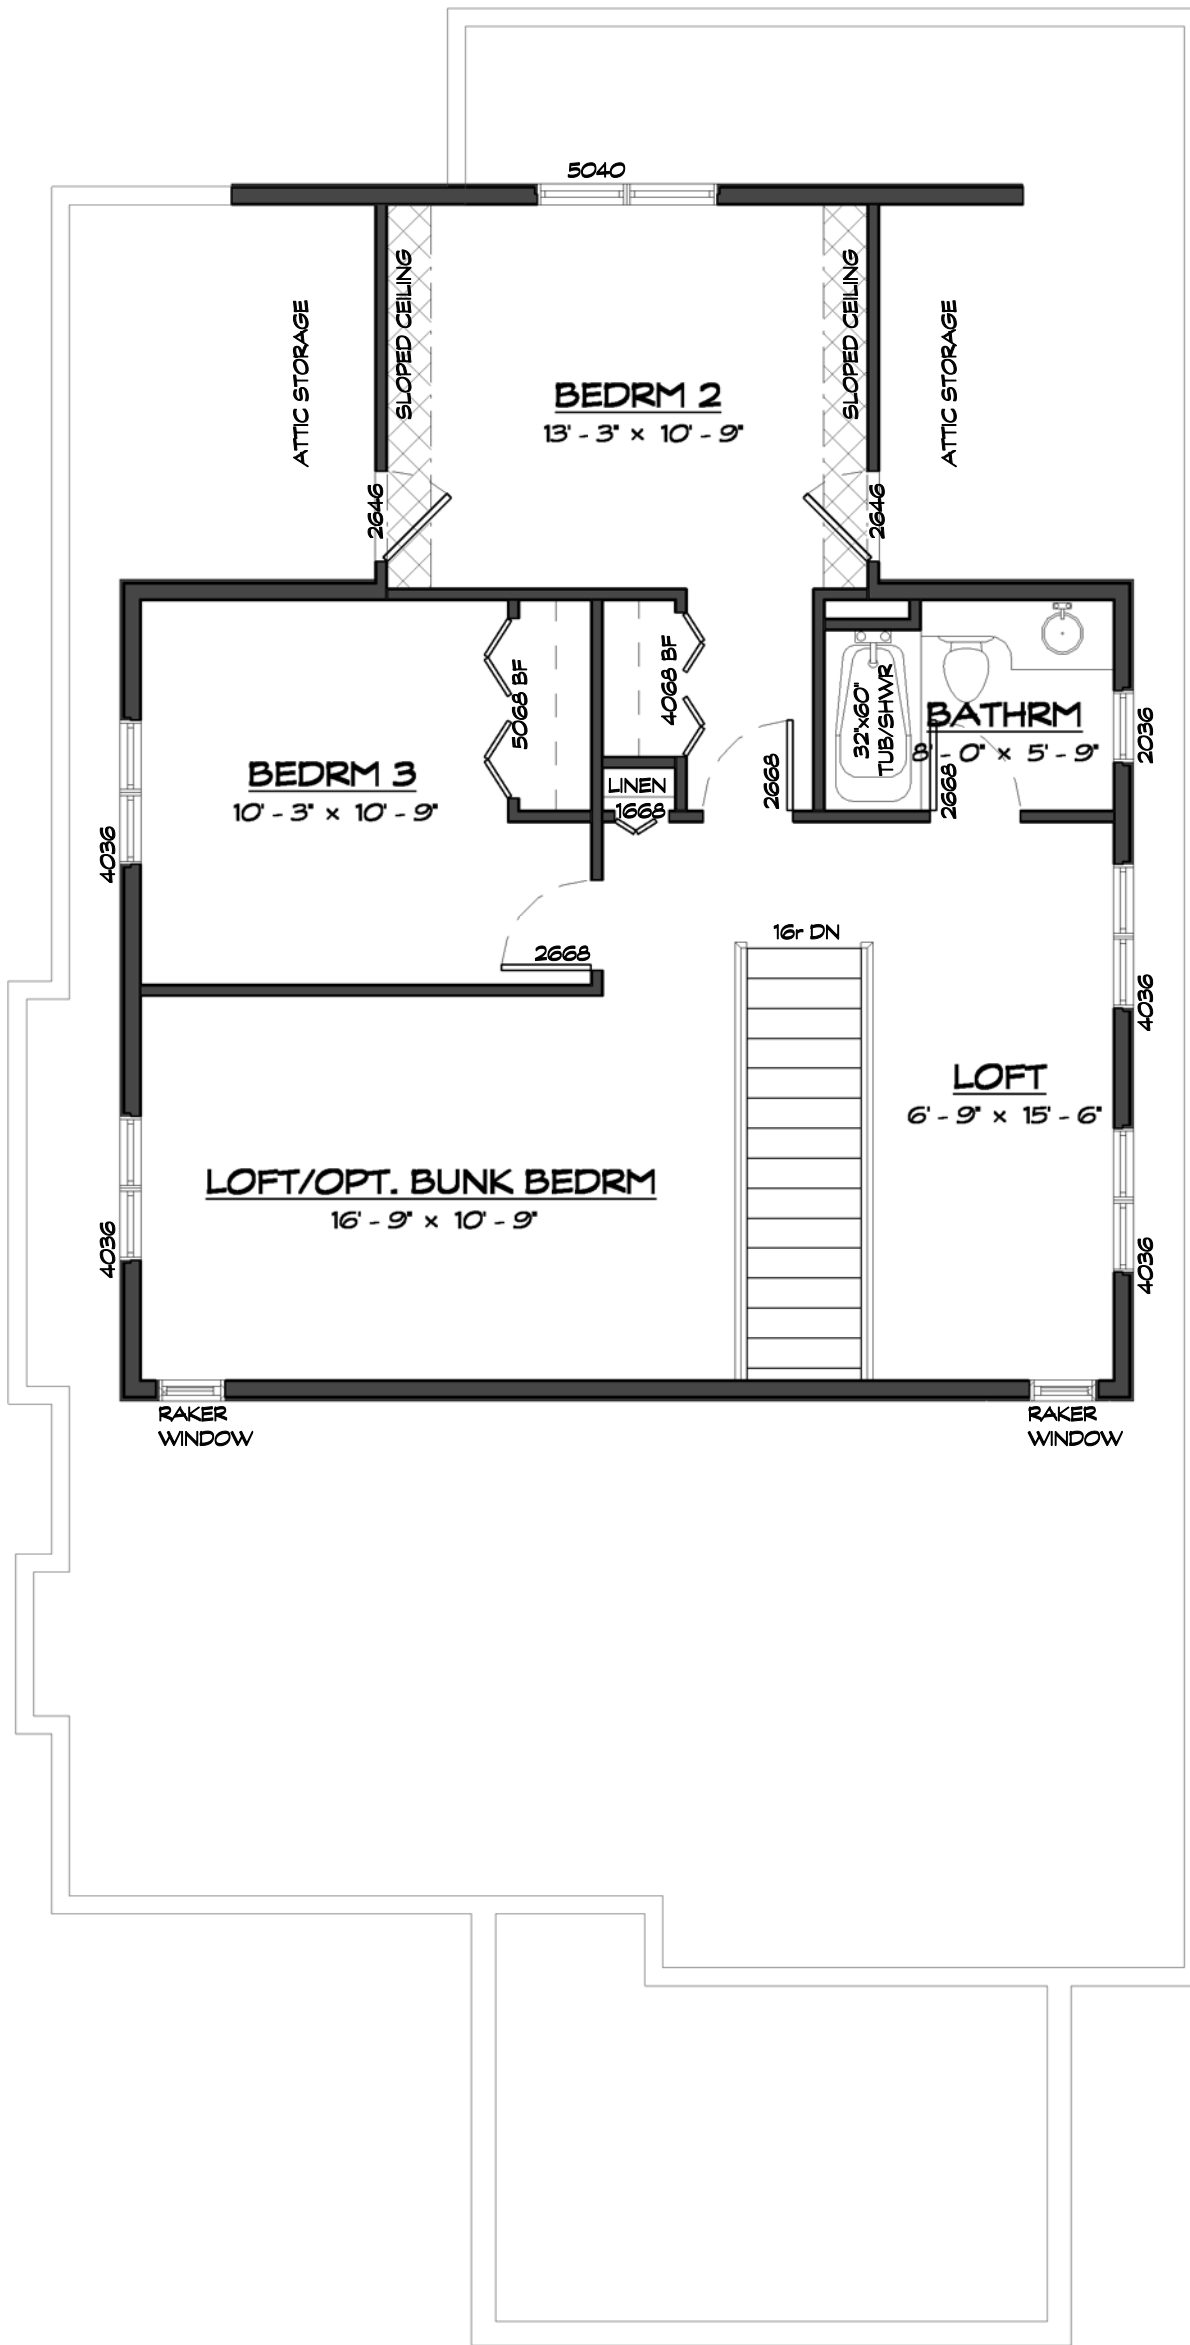 5040
ATTIC STORAGE
SLOPED CEILING
SLOPED CEILING
ATTIC STORAGE
BEDRM 2
13' - 3" x 10' - 9"
2646
2646
5068 BF
4068 BF
32"x60"
TUB/SHWR
BATHRM
8' - 0" x 5' - 9"
2036
BEDRM 3
10' - 3" x 10' - 9"
LINEN
1668
2668
2668
4036
2668
16r DN
4036
LOFT
6' - 9" x 15' - 6"
LOFT/OPT. BUNK BEDRM
16' - 9" x 10' - 9"
4036
4036
RAKER
WINDOW
RAKER
WINDOW